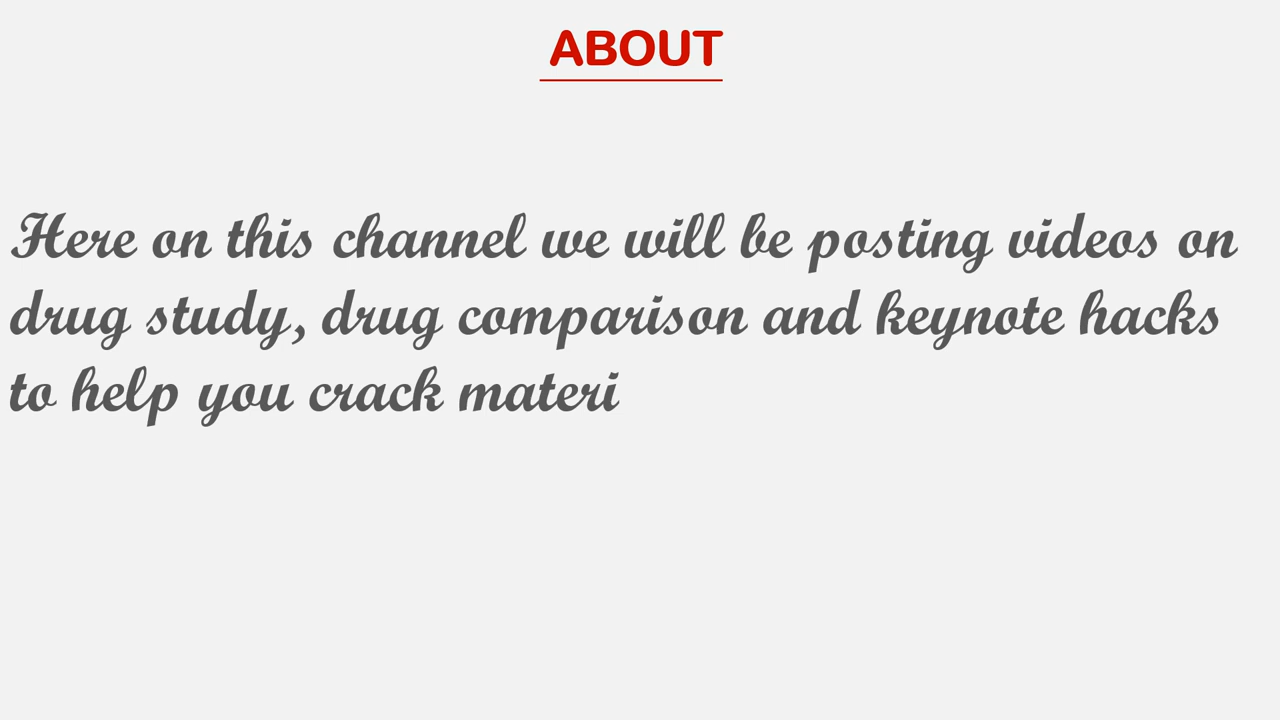 ABOUT
Here on this channel we will be posting videos on
drug study, drug comparison and keynote hacks
to help you crack materi